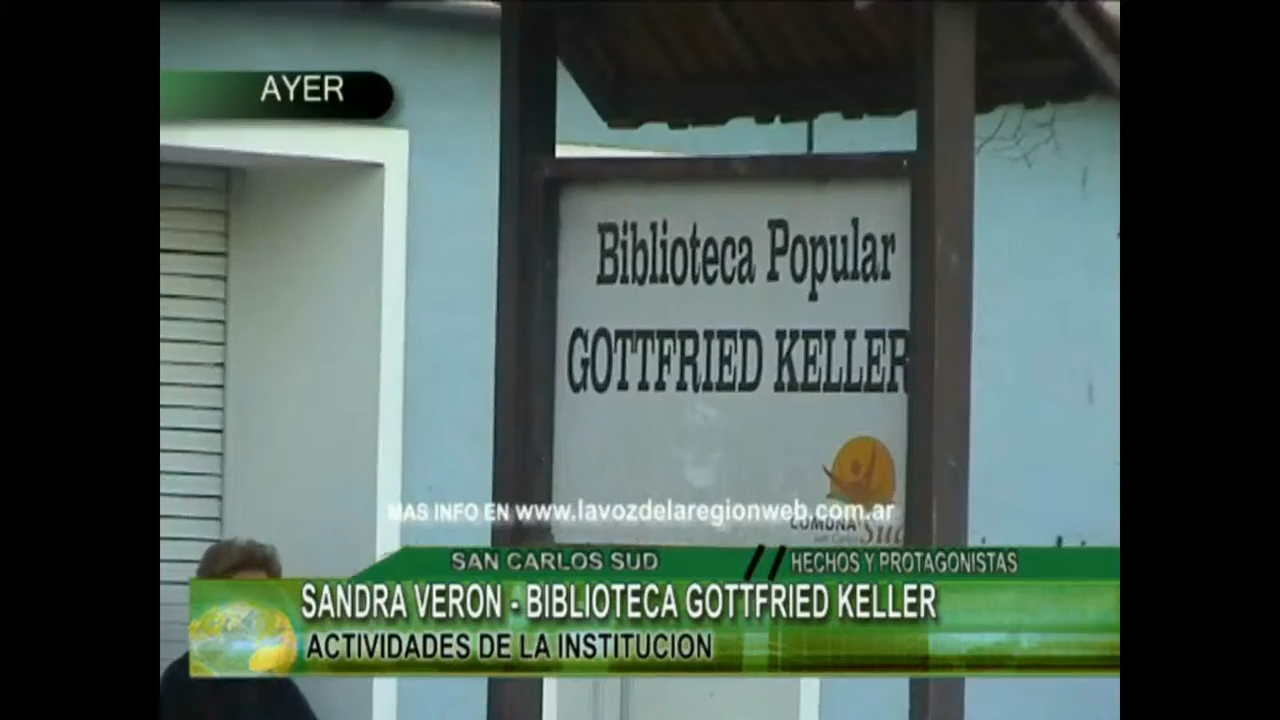 AYER
Biblioteca Popular
GOTTFRIED KELLER
MAS INFO EN www.lavozdelaregionweb.com.ar
COMUNA
Sud
SAN CARLOS SUD // HECHOS Y PROTAGONISTAS
SANDRA VERON - BIBLIOTECA GOTTFRIED KELLER
ACTIVIDADES DE LA INSTITUCION